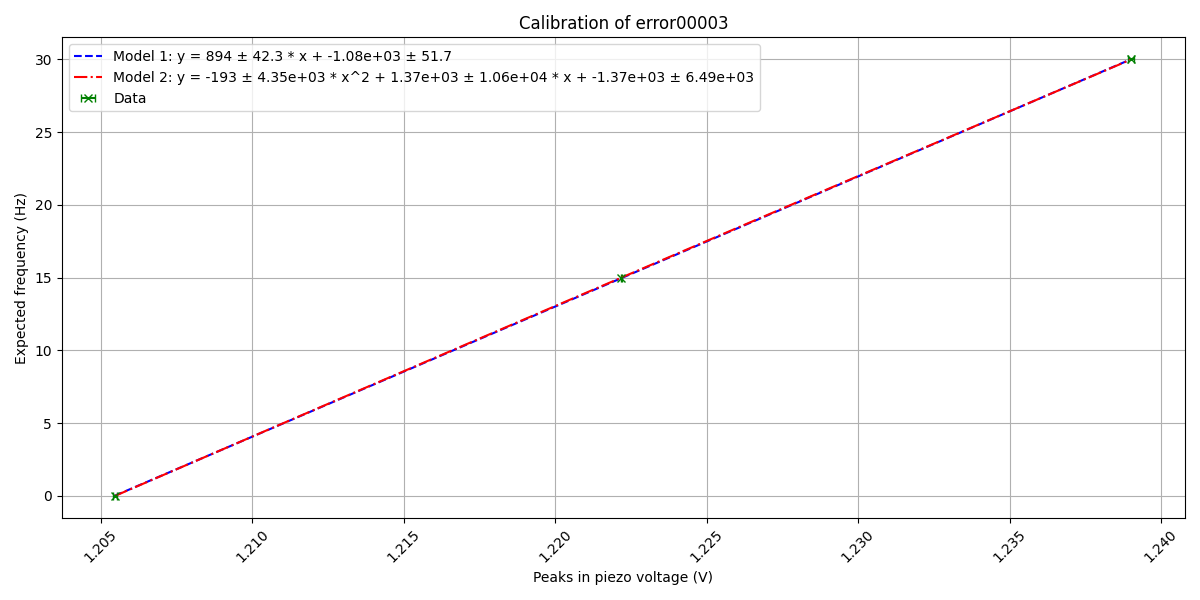 Calibration of error00003
Model 1: y = 894 ± 42.3 * x + -1.08e+03 ± 51.7
Model 2: y = -193 ± 4.35e+03 * x^2 + 1.37e+03 ± 1.06e+04 * x + -1.37e+03 ± 6.49e+03
Data
Expected frequency (Hz)
30
25
20
15
10
5
0
1.205
1.210
1.215
1.220
1.225
1.230
1.235
1.240
Peaks in piezo voltage (V)